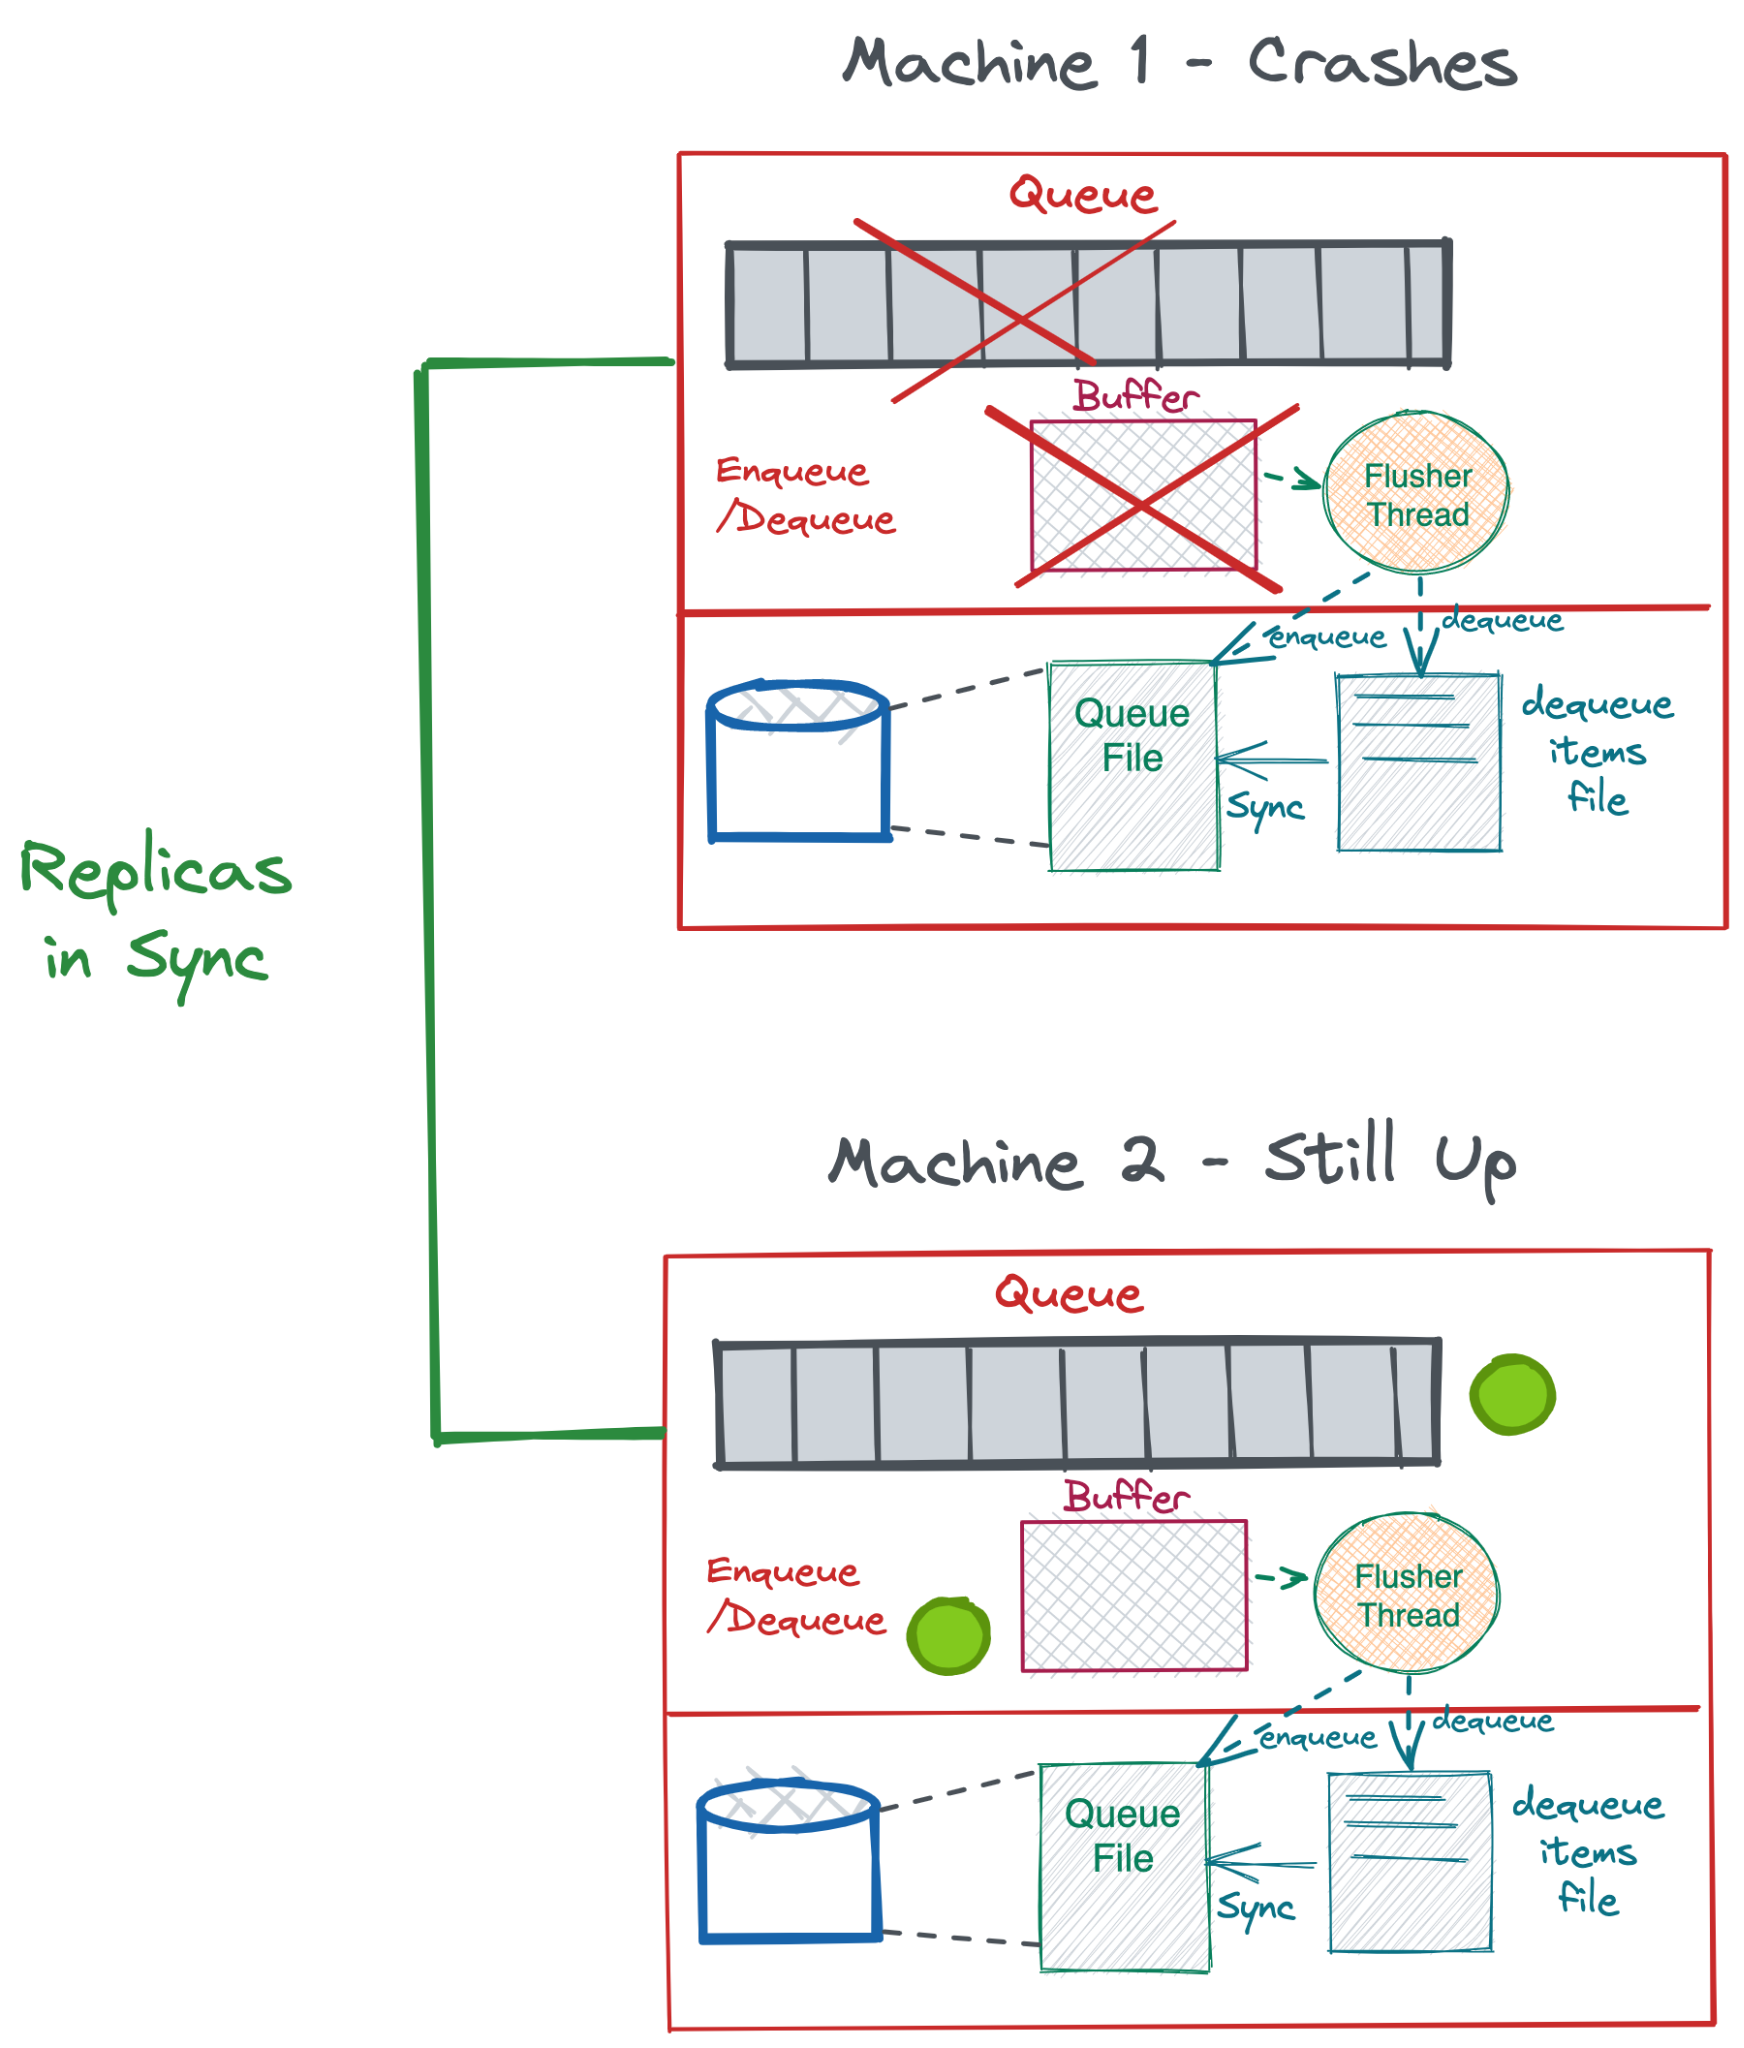 Machine 1 - Crashes
Queue
Buffer
Enqueue
/Dequeue
Flusher
Thread
enqueue
dequeue
Queue
File
Sync
dequeue
items
file
Replicas
in Sync
Machine 2 - Still Up
Queue
Buffer
Enqueue
/Dequeue
Flusher
Thread
enqueue
dequeue
Queue
File
Sync
dequeue
items
file